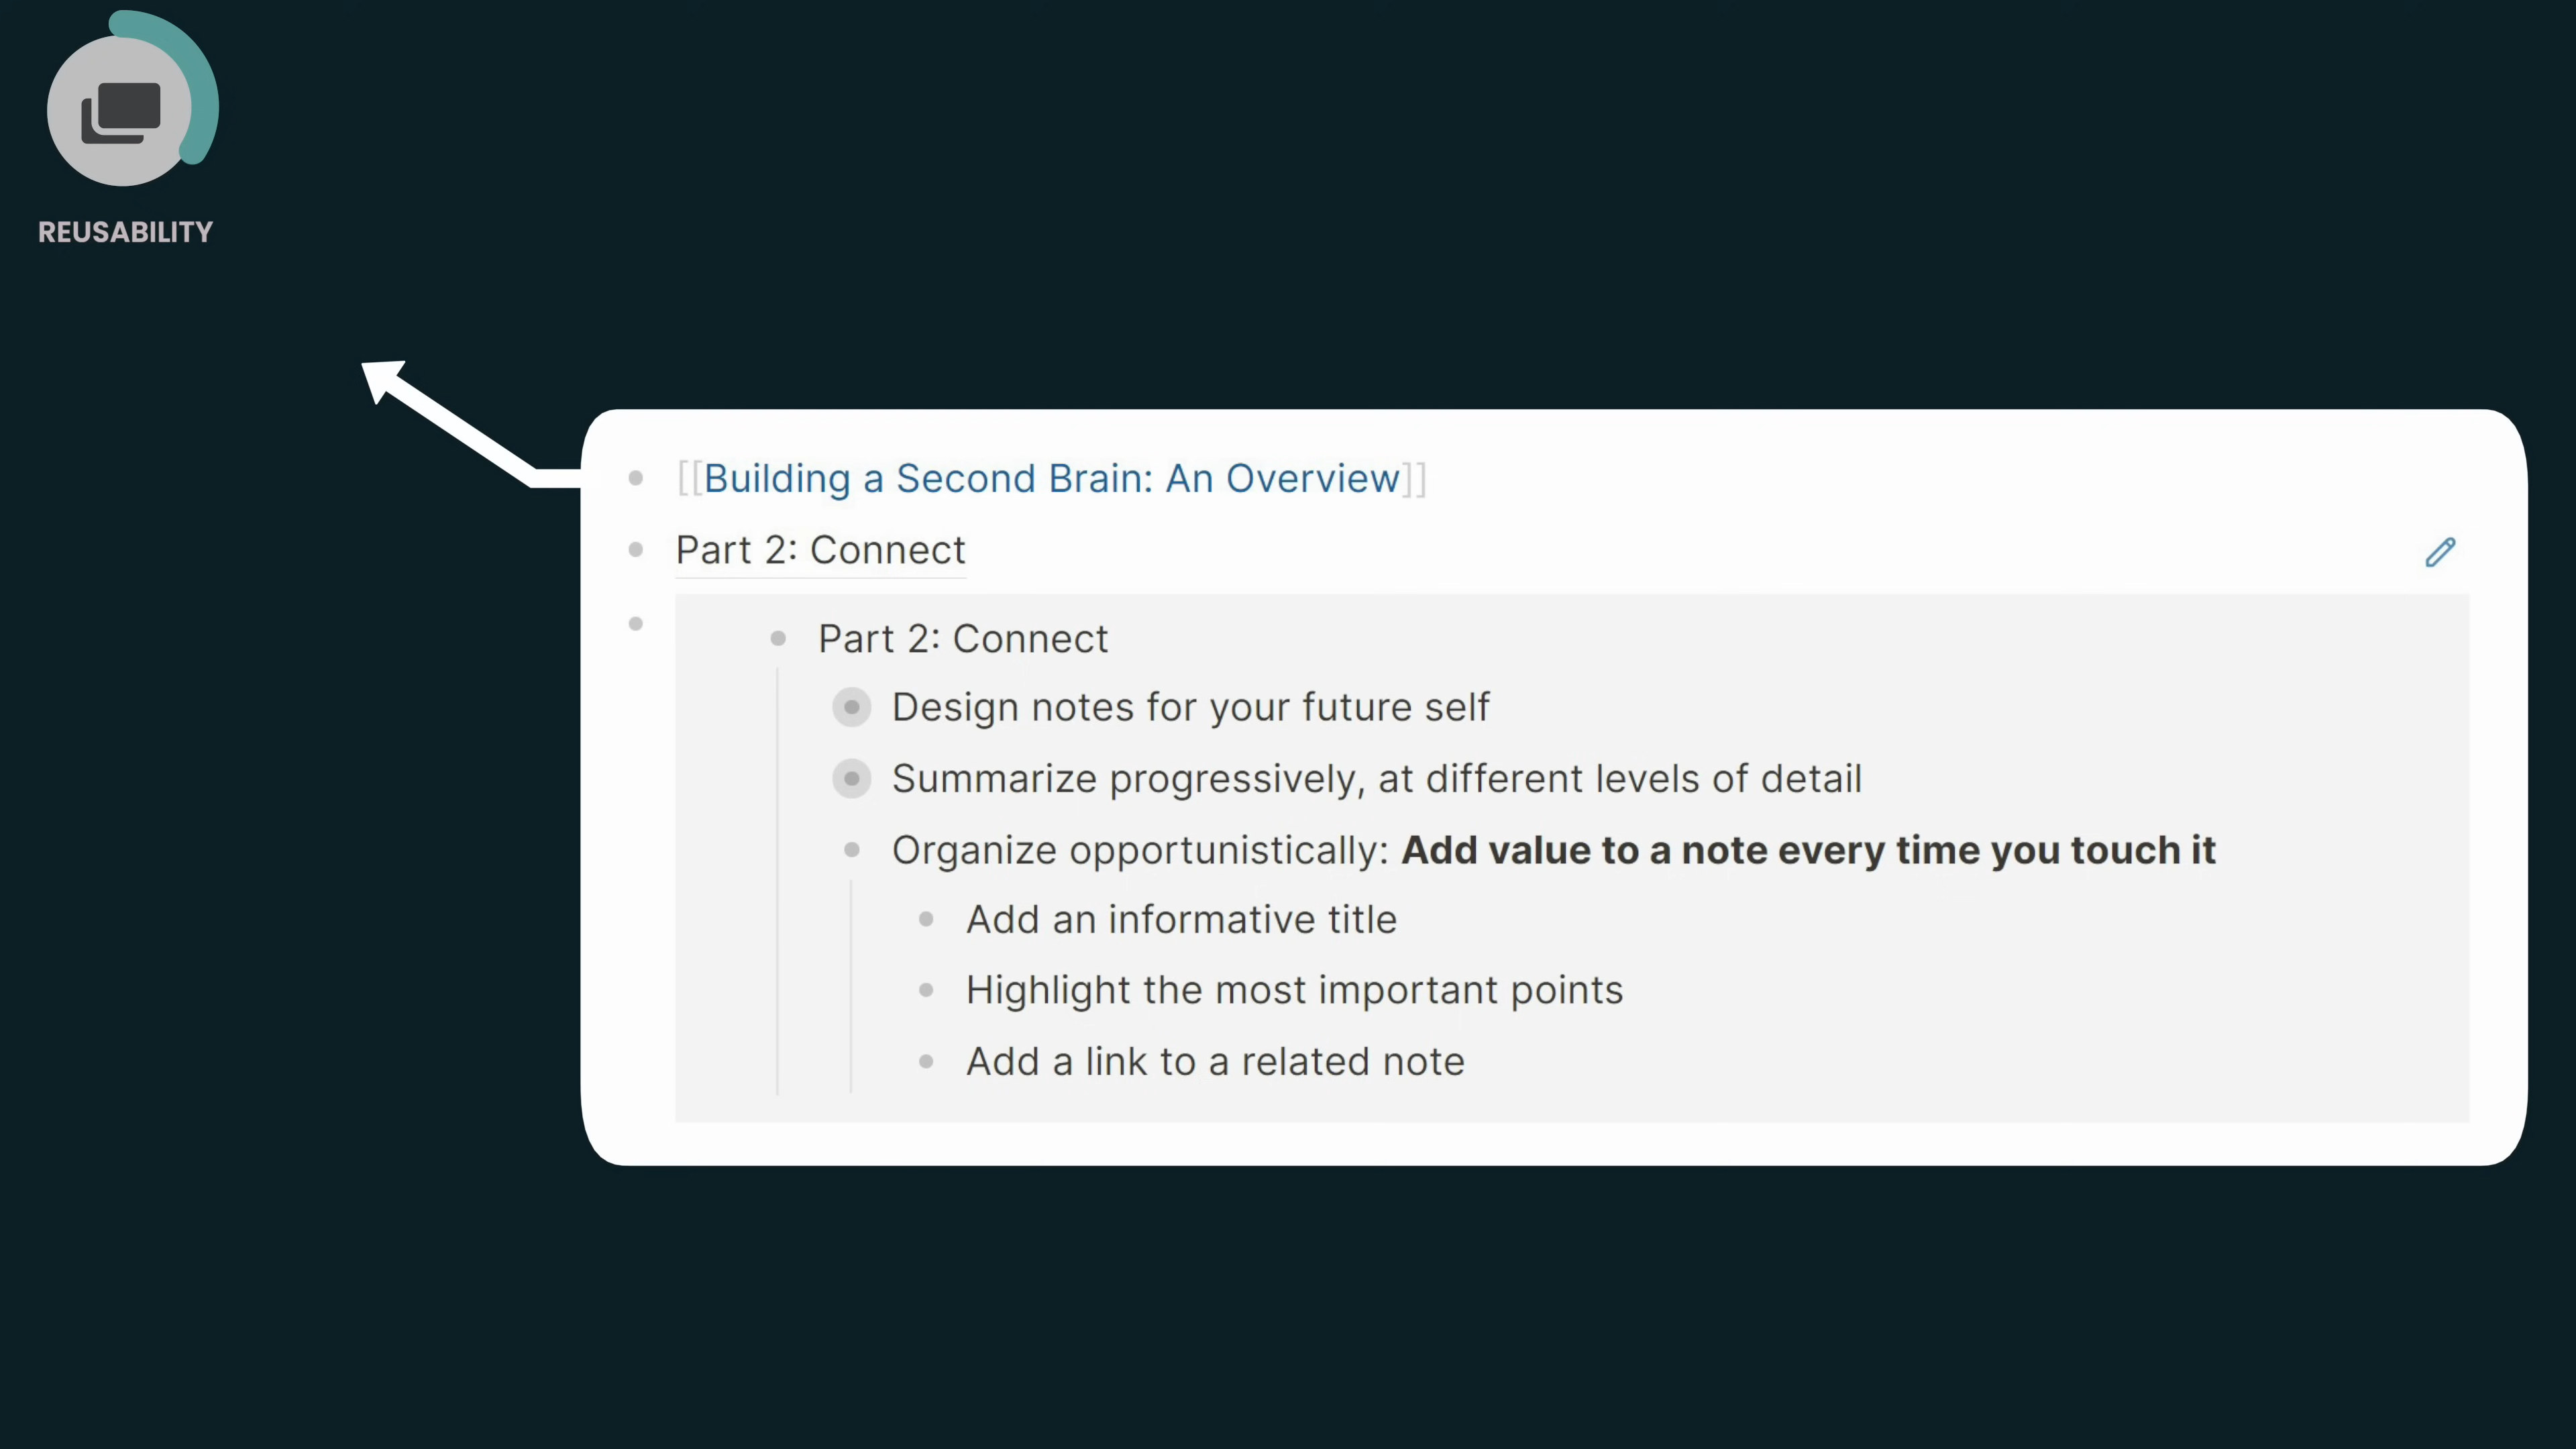 REUSABILITY
[[Building a Second Brain: An Overview]]
Part 2: Connect
Part 2: Connect
Design notes for your future self
Summarize progressively, at different levels of detail
Organize opportunistically: Add value to a note every time you touch it
Add an informative title
Highlight the most important points
Add a link to a related note